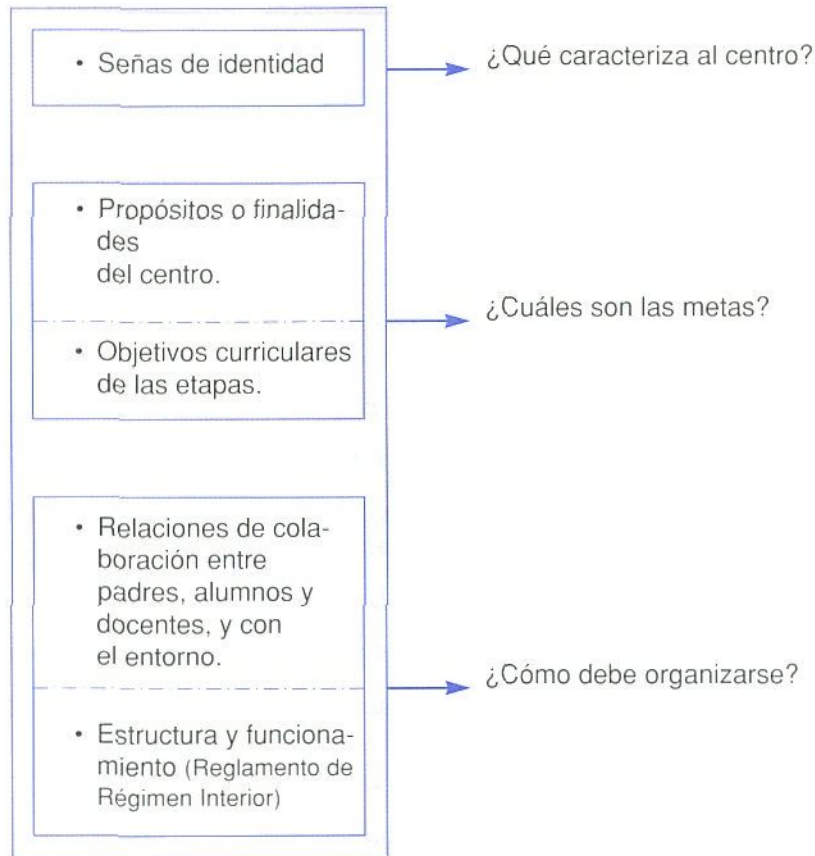 • Señas de identidad
¿Qué caracteriza al centro?
• Propósitos o finalida-
des
del centro.
¿Cuáles son las metas?
• Objetivos curriculares
de las etapas.
• Relaciones de cola-
boración entre
padres, alumnos y
docentes, y con
el entorno.
¿Cómo debe organizarse?
• Estructura y funciona-
miento (Reglamento de
Régimen Interior)